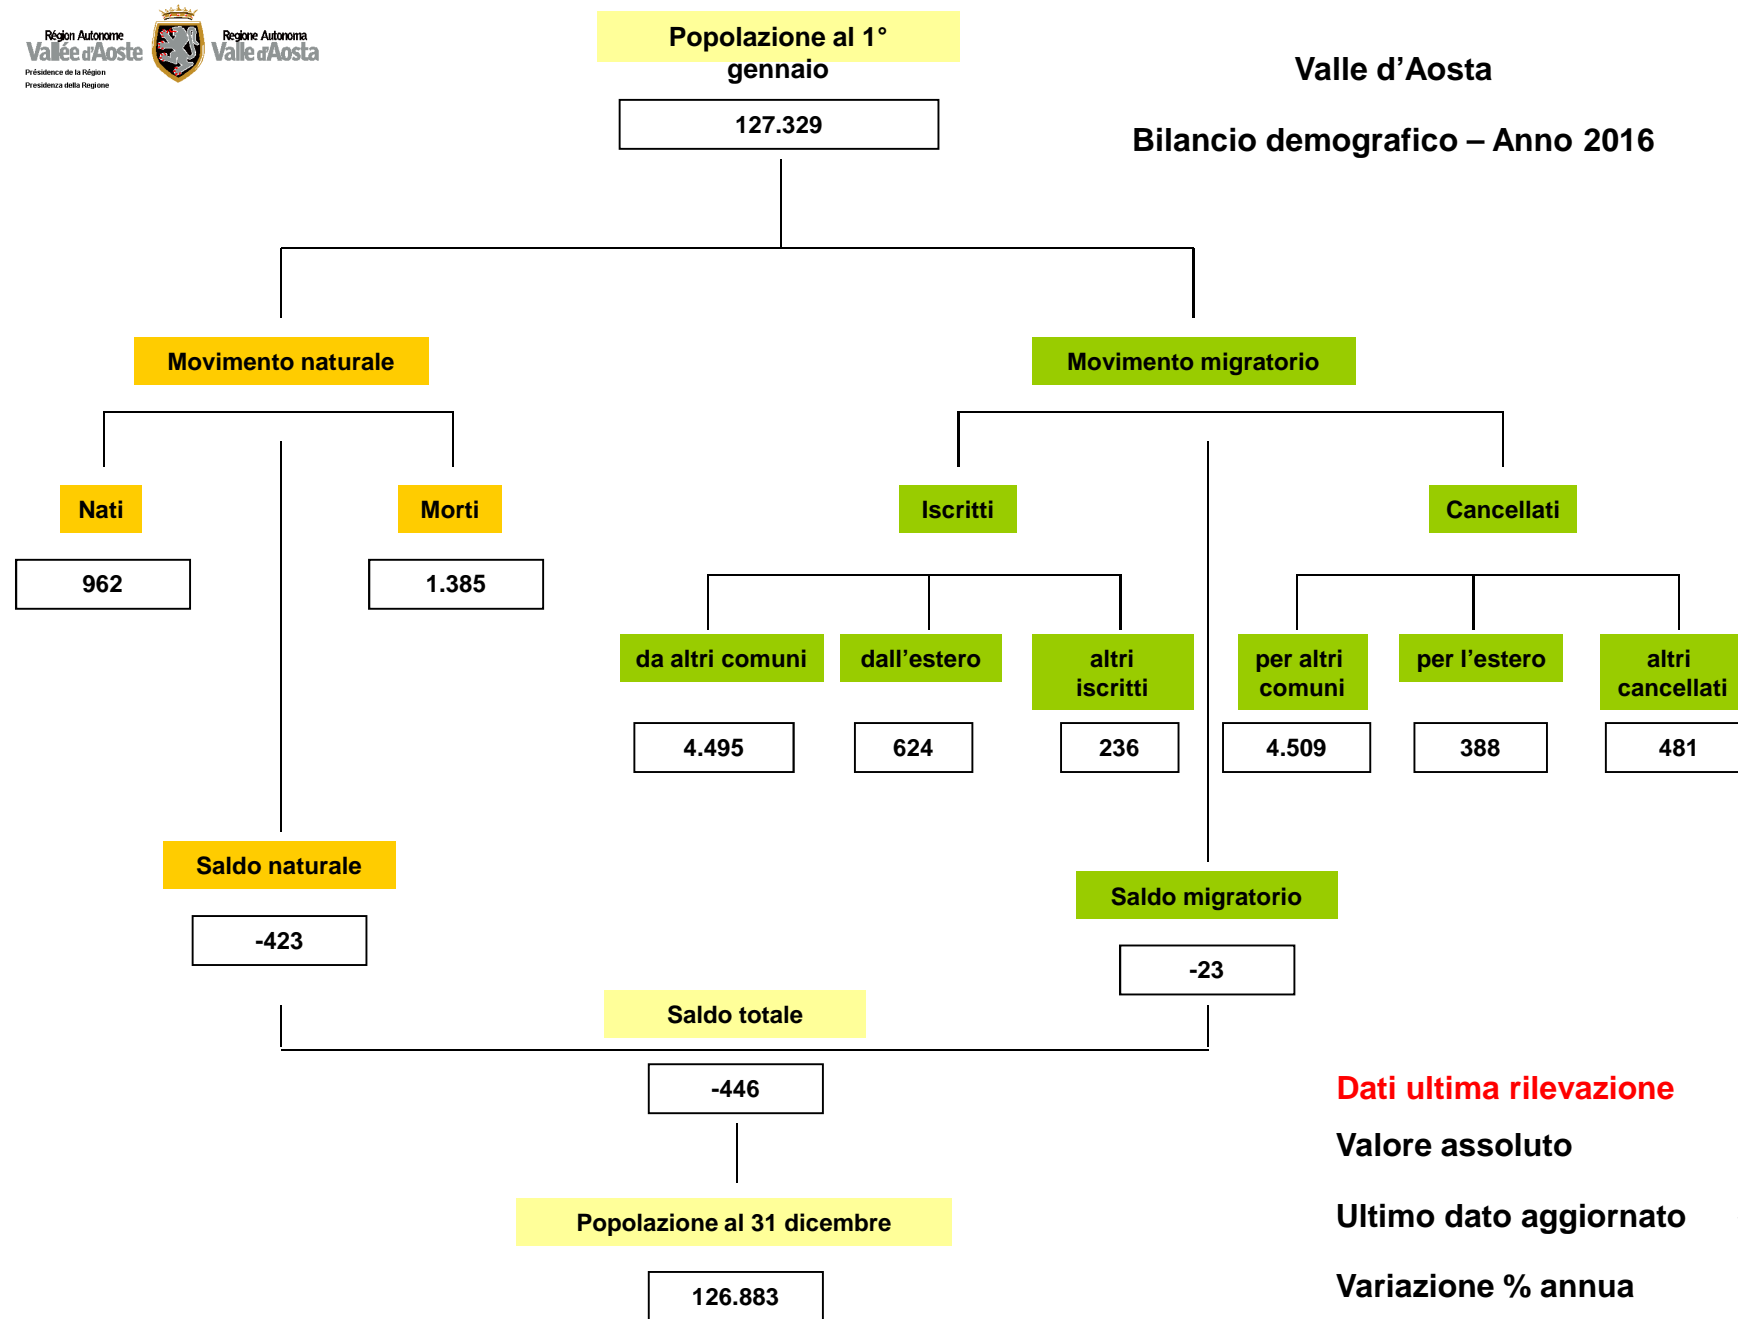 Région Autonome
Vallée d'Aoste
Présidence de la Région
Presidenza della Regione
Regione Autonoma
Valle d'Aosta
Popolazione al 1°
gennaio
127.329
Valle d’Aosta
Bilancio demografico – Anno 2016
Movimento naturale
Movimento migratorio
Nati
Morti
Iscritti
Cancellati
962
1.385
da altri comuni
dall’estero
altri
iscritti
per altri
comuni
per l’estero
altri
cancellati
4.495
624
236
4.509
388
481
Saldo naturale
Saldo migratorio
-423
-23
Saldo totale
-446
Popolazione al 31 dicembre
126.883
Dati ultima rilevazione
Valore assoluto
Ultimo dato aggiornato
Variazione % annua